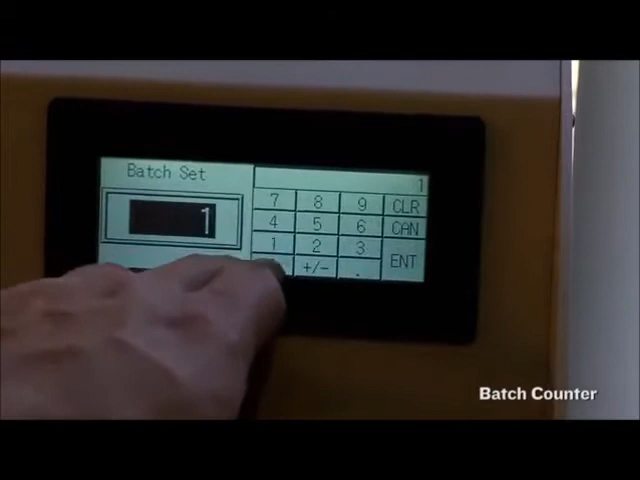 Batch Set
1
1
7 8 9 CLR
4 5 6 CAN
1 2 3 ENT
+/- .
Batch Counter